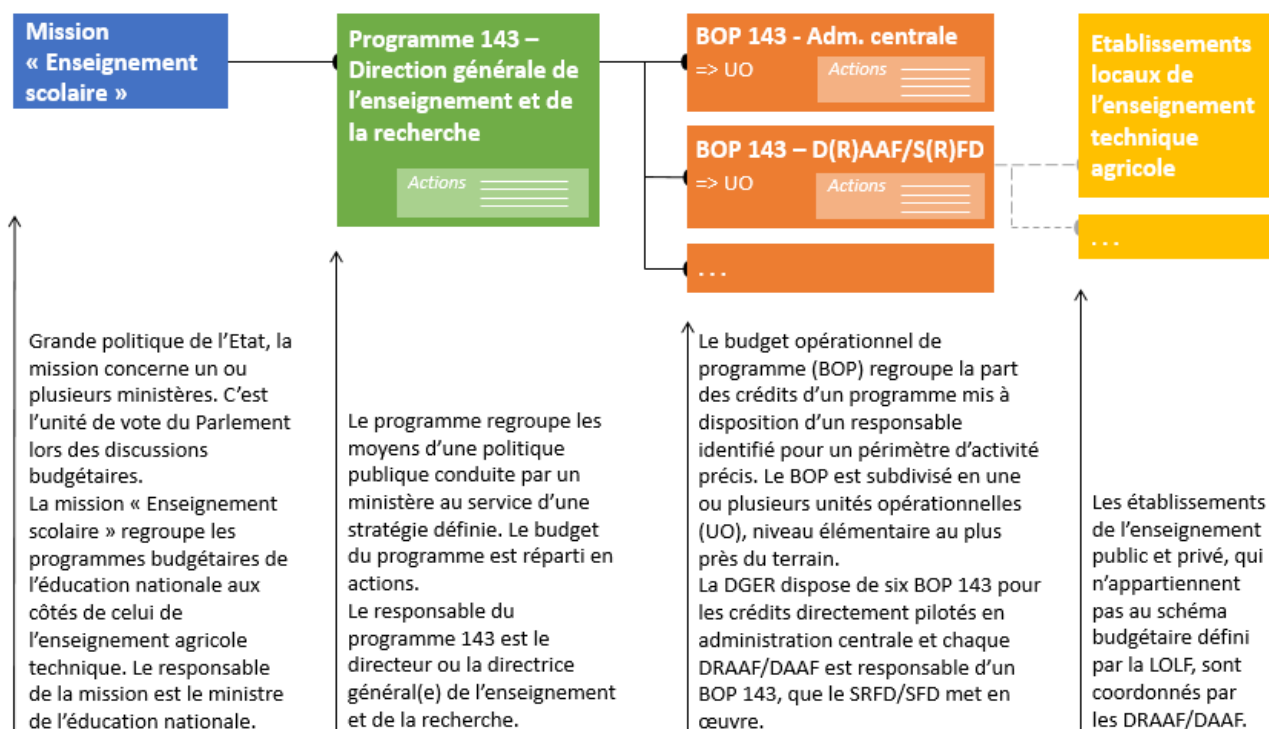 Mission
« Enseignement
scolaire »
Programme 143 –
Direction générale de
l’enseignement et de
la recherche
Actions
BOP 143 - Adm. centrale
=> UO
Actions
BOP 143 – D(R)AAF/S(R)FD
=> UO
Actions
. . .
Etablissements
locaux de
l’enseignement
technique
agricole
. . .
Grande politique de l’Etat, la
mission concerne un ou
plusieurs ministères. C’est
l’unité de vote du Parlement
lors des discussions
budgétaires.
La mission « Enseignement
scolaire » regroupe les
programmes budgétaires de
l’éducation nationale aux
côtés de celui de
l’enseignement agricole
technique. Le responsable
de la mission est le ministre
de l’éducation nationale.
Le programme regroupe les
moyens d’une politique
publique conduite par un
ministère au service d’une
stratégie définie. Le budget
du programme est réparti en
actions.
Le responsable du
programme 143 est le
directeur ou la directrice
général(e) de l’enseignement
et de la recherche.
Le budget opérationnel de
programme (BOP) regroupe la part
des crédits d’un programme mis à
disposition d’un responsable
identifié pour un périmètre d’activité
précis. Le BOP est subdivisé en une
ou plusieurs unités opérationnelles
(UO), niveau élémentaire au plus
près du terrain.
La DGER dispose de six BOP 143 pour
les crédits directement pilotés en
administration centrale et chaque
DRAAF/DAAF est responsable d’un
BOP 143, que le SRFD/SFD met en
œuvre.
Les établissements
de l’enseignement
public et privé, qui
n’appartiennent
pas au schéma
budgétaire défini
par la LOLF, sont
coordonnés par
les DRAAF/DAAF.